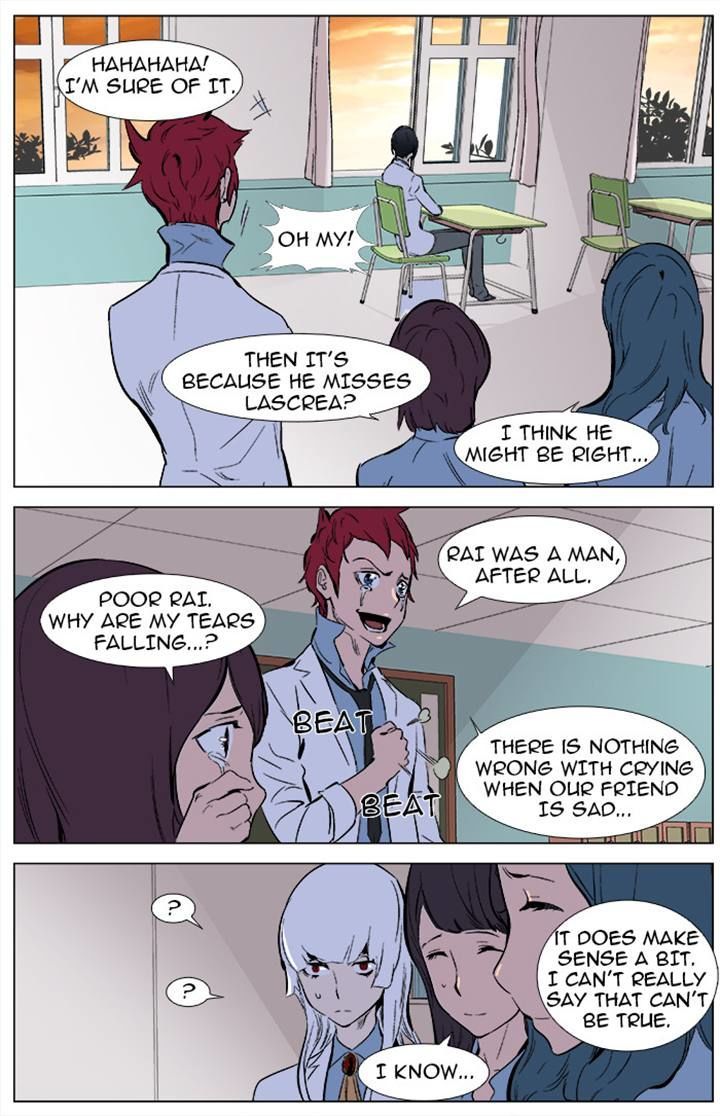 HAHAHAHA!
I'M SURE OF IT.
OH MY!
THEN IT'S
BECAUSE HE MISSES
LASCREA?
I THINK HE
MIGHT BE RIGHT...
RAI WAS A MAN,
AFTER ALL.
POOR RAI.
WHY ARE MY TEARS
FALLING...?
BEAT
BEAT
THERE IS NOTHING
WRONG WITH CRYING
WHEN OUR FRIEND
IS SAD...
?
?
IT DOES MAKE
SENSE A BIT.
I CAN'T REALLY
SAY THAT CAN'T
BE TRUE.
I KNOW...